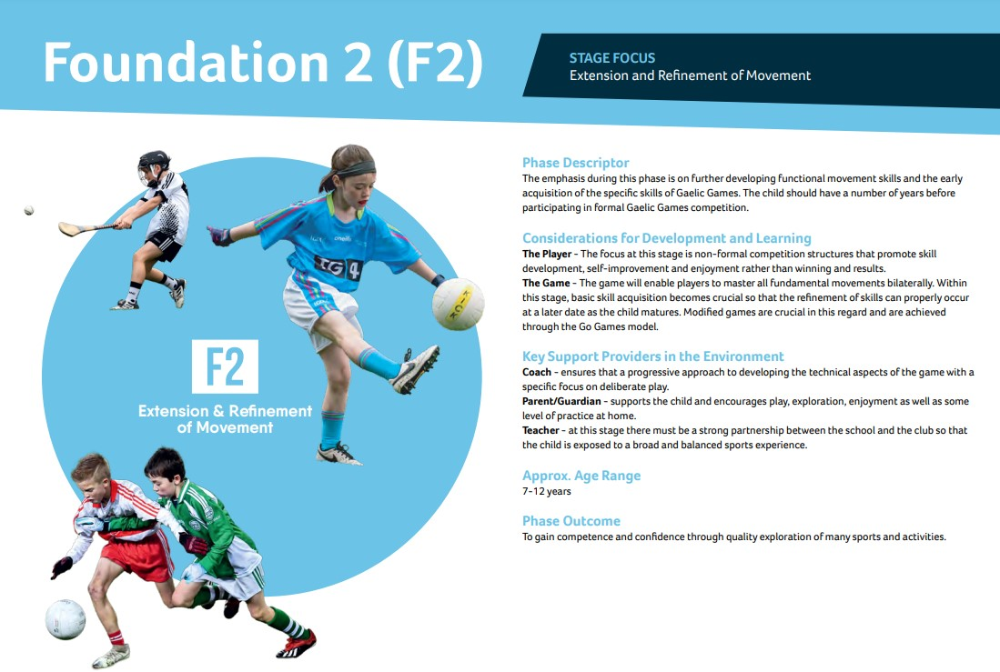 Foundation 2 (F2)
STAGE FOCUS
Extension and Refinement of Movement
KICK
IG 4
F2
Extension & Refinement
of Movement
Phase Descriptor
The emphasis during this phase is on further developing functional movement skills and the early
acquisition of the specific skills of Gaelic Games. The child should have a number of years before
participating in formal Gaelic Games competition.
Considerations for Development and Learning
The Player - The focus at this stage is non-formal competition structures that promote skill
development, self-improvement and enjoyment rather than winning and results.
The Game - The game will enable players to master all fundamental movements bilaterally. Within
this stage, basic skill acquisition becomes crucial so that the refinement of skills can properly occur
at a later date as the child matures. Modified games are crucial in this regard and are achieved
through the Go Games model.
Key Support Providers in the Environment
Coach - ensures that a progressive approach to developing the technical aspects of the game with a
specific focus on deliberate play.
Parent/Guardian - supports the child and encourages play, exploration, enjoyment as well as some
level of practice at home.
Teacher - at this stage there must be a strong partnership between the school and the club so that
the child is exposed to a broad and balanced sports experience.
Approx. Age Range
7-12 years
Phase Outcome
To gain competence and confidence through quality exploration of many sports and activities.